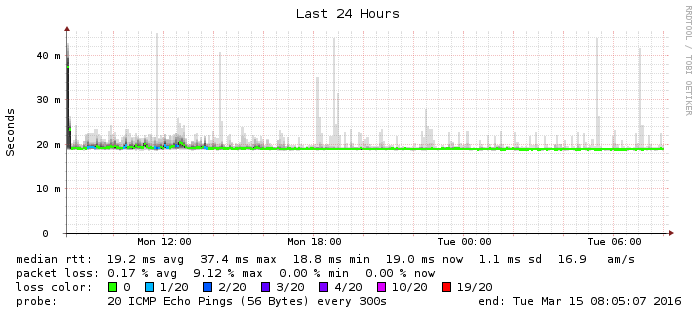 Last 24 Hours
RRDTOOL / TOBI OETIKER
Seconds
40 m
30 m
20 m
10 m
0
Mon 12:00 Mon 18:00 Tue 00:00 Tue 06:00
median rtt: 19.2 ms avg 37.4 ms max 18.8 ms min 19.0 ms now 1.1 ms sd 16.9 am/s
packet loss: 0.17 % avg 9.12 % max 0.00 % min 0.00 % now
loss color: 0 1/20 2/20 3/20 4/20 10/20 19/20
probe: 20 ICMP Echo Pings (56 Bytes) every 300s end: Tue Mar 15 08:05:07 2016